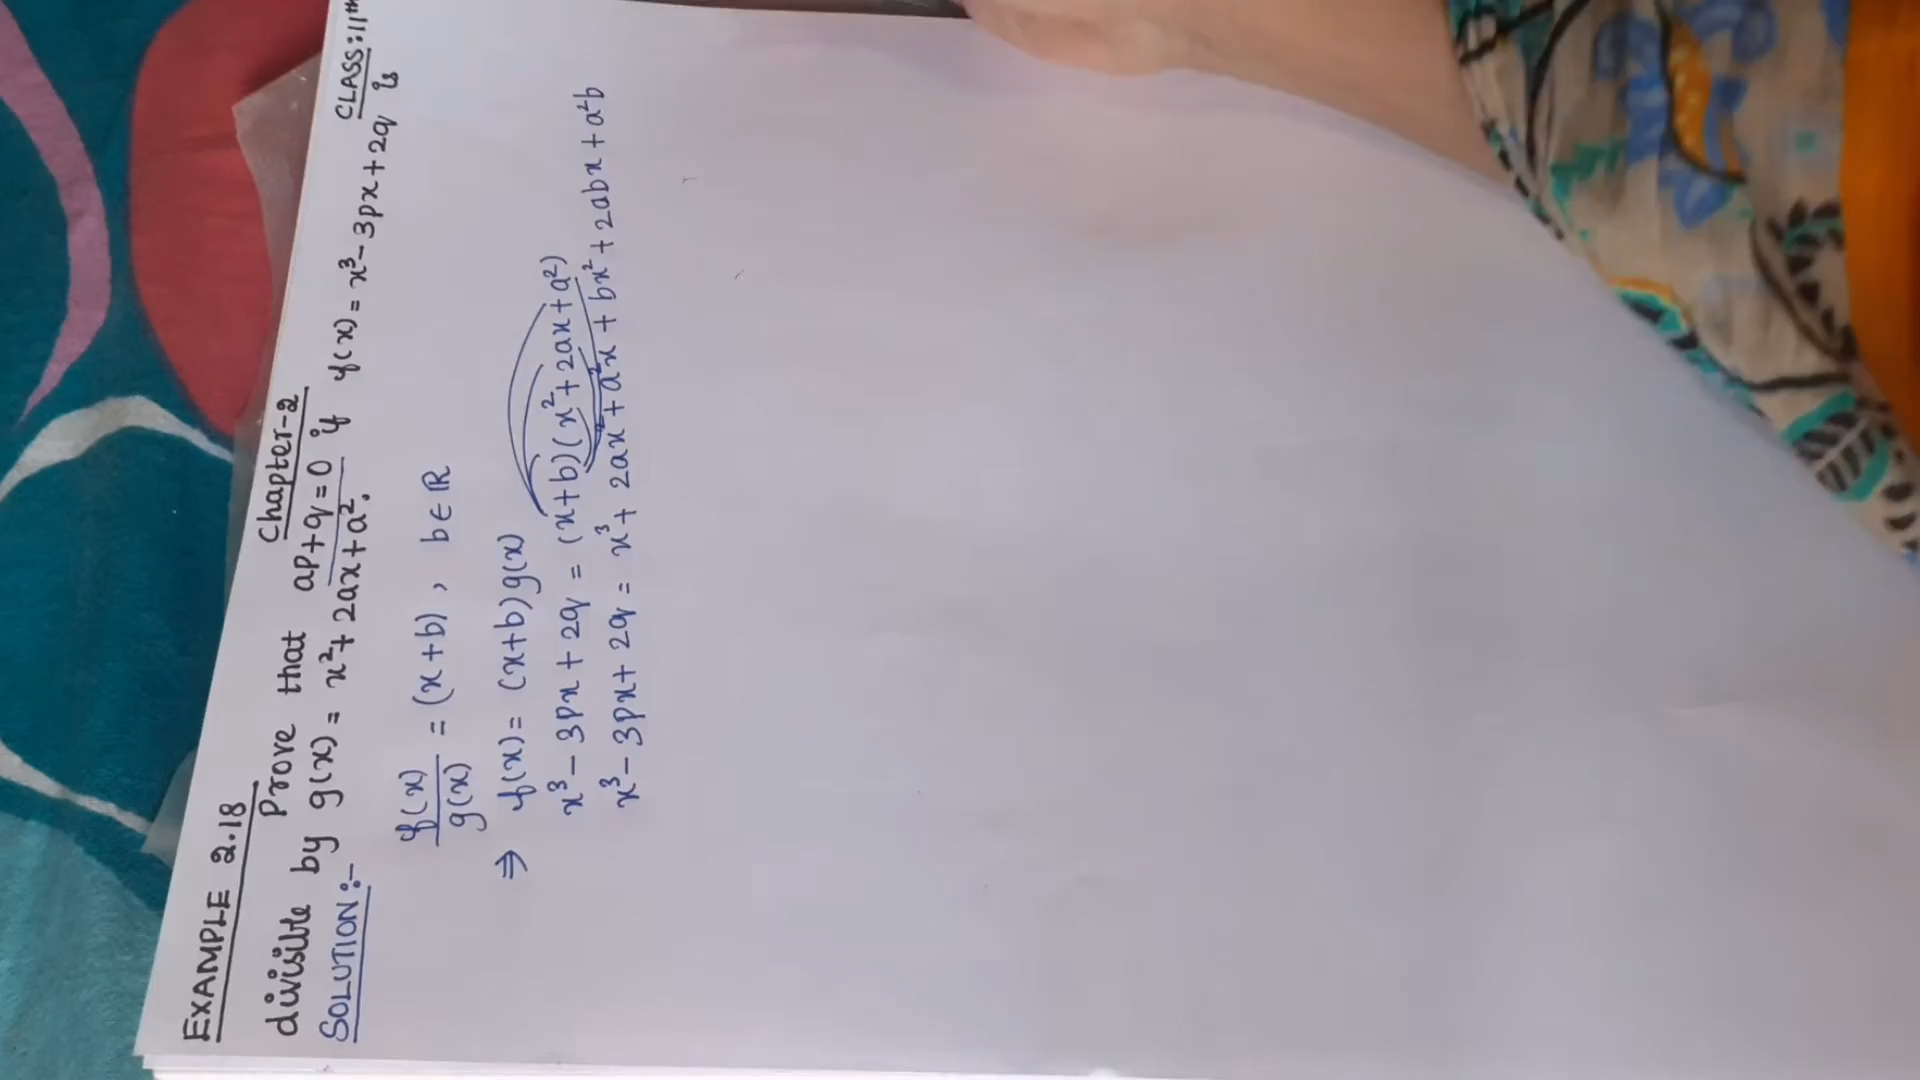 EXAMPLE 2.18 Chapter-2 CLASS:11th
Prove that ap+q=0 if f(x) = x³-3px+2q is
divisible by g(x) = x²+2ax+a².
SOLUTION:-
f(x)/g(x) = (x+b), b∈ℝ
⇒ f(x) = (x+b)g(x)
x³-3px+2q = (x+b)(x²+2ax+a²)
x³-3px+2q = x³+2ax²+a²x+bx²+2abx+a²b